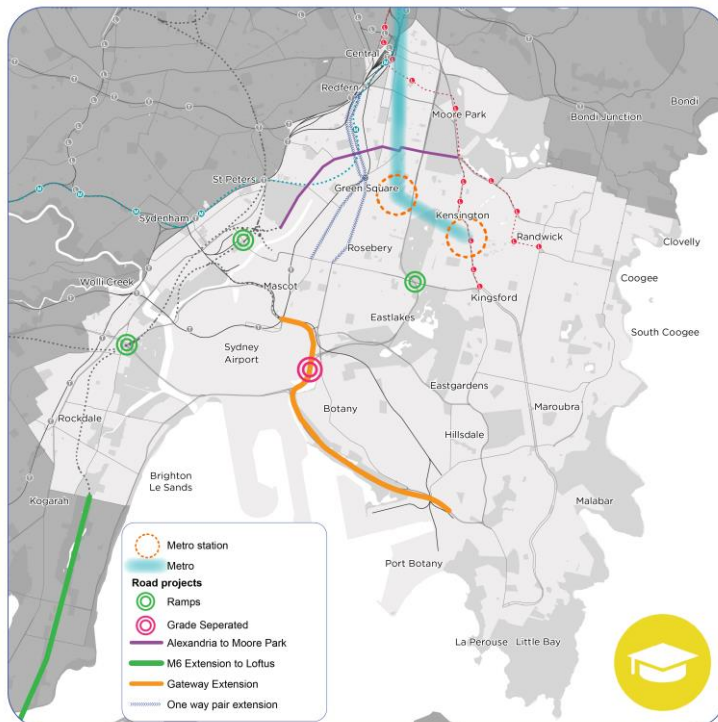 Central
Redfern
Moore Park
Bondi
Bondi Junction
St Peters
Green Square
Sydenham
Kensington
Randwick
Clovelly
Rosebery
Wolli Creek
Mascot
Coogee
Kingsford
Eastlakes
South Coogee
Sydney
Airport
Eastgardens
Botany
Maroubra
Rockdale
Hillsdale
Brighton
Le Sands
Kogarah
Malabar
Port Botany
La Perouse
Little Bay
Metro station
Metro
Road projects
Ramps
Grade Seperated
Alexandria to Moore Park
M6 Extension to Loftus
Gateway Extension
One way pair extension